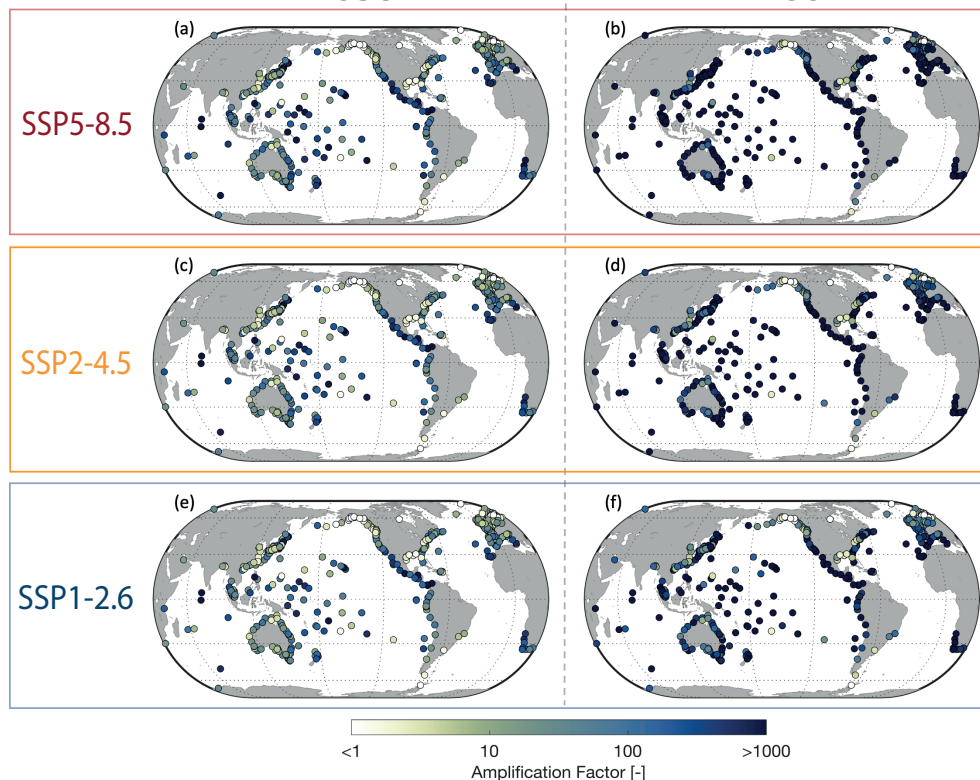 (a)
(b)
SSP5-8.5
(c)
(d)
SSP2-4.5
(e)
(f)
SSP1-2.6
<1
10
100
>1000
Amplification Factor [-]